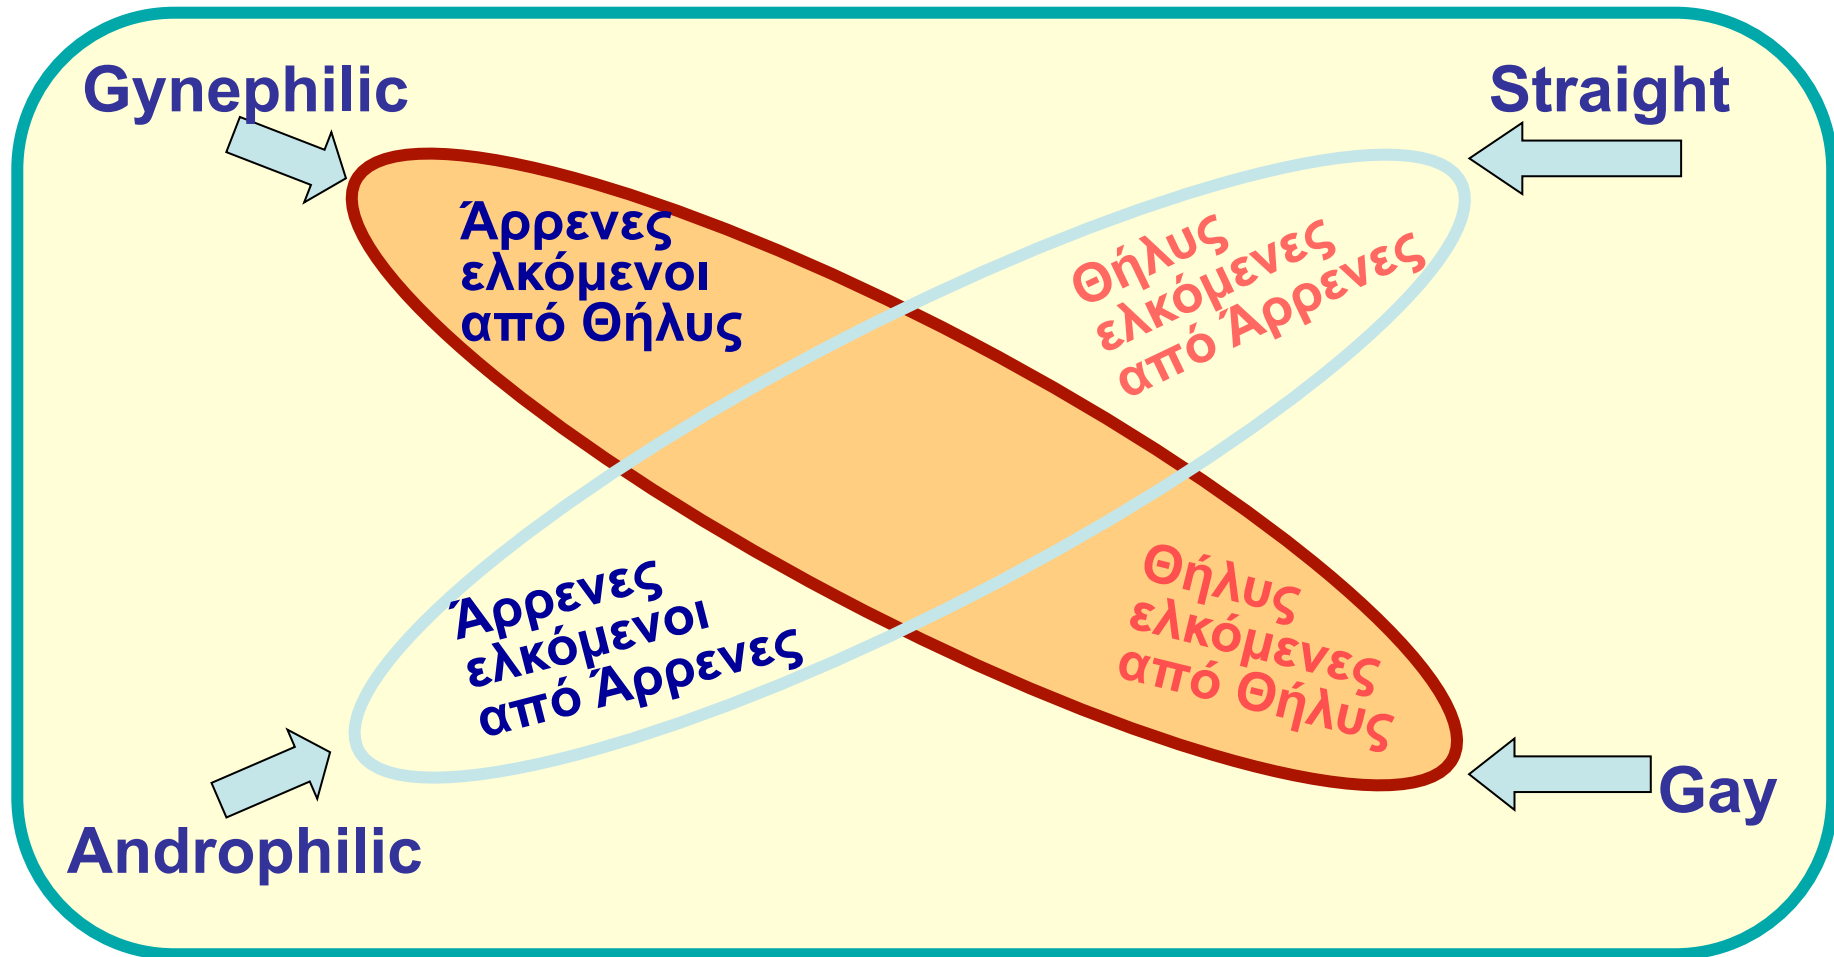 Gynephilic
Straight
Άρρενες
ελκόμενοι
από Θήλυς
Θήλυς
ελκόμενες
από Άρρενες
Άρρενες
ελκόμενοι
από Άρρενες
Θήλυς
ελκόμενες
από Θήλυς
Androphilic
Gay